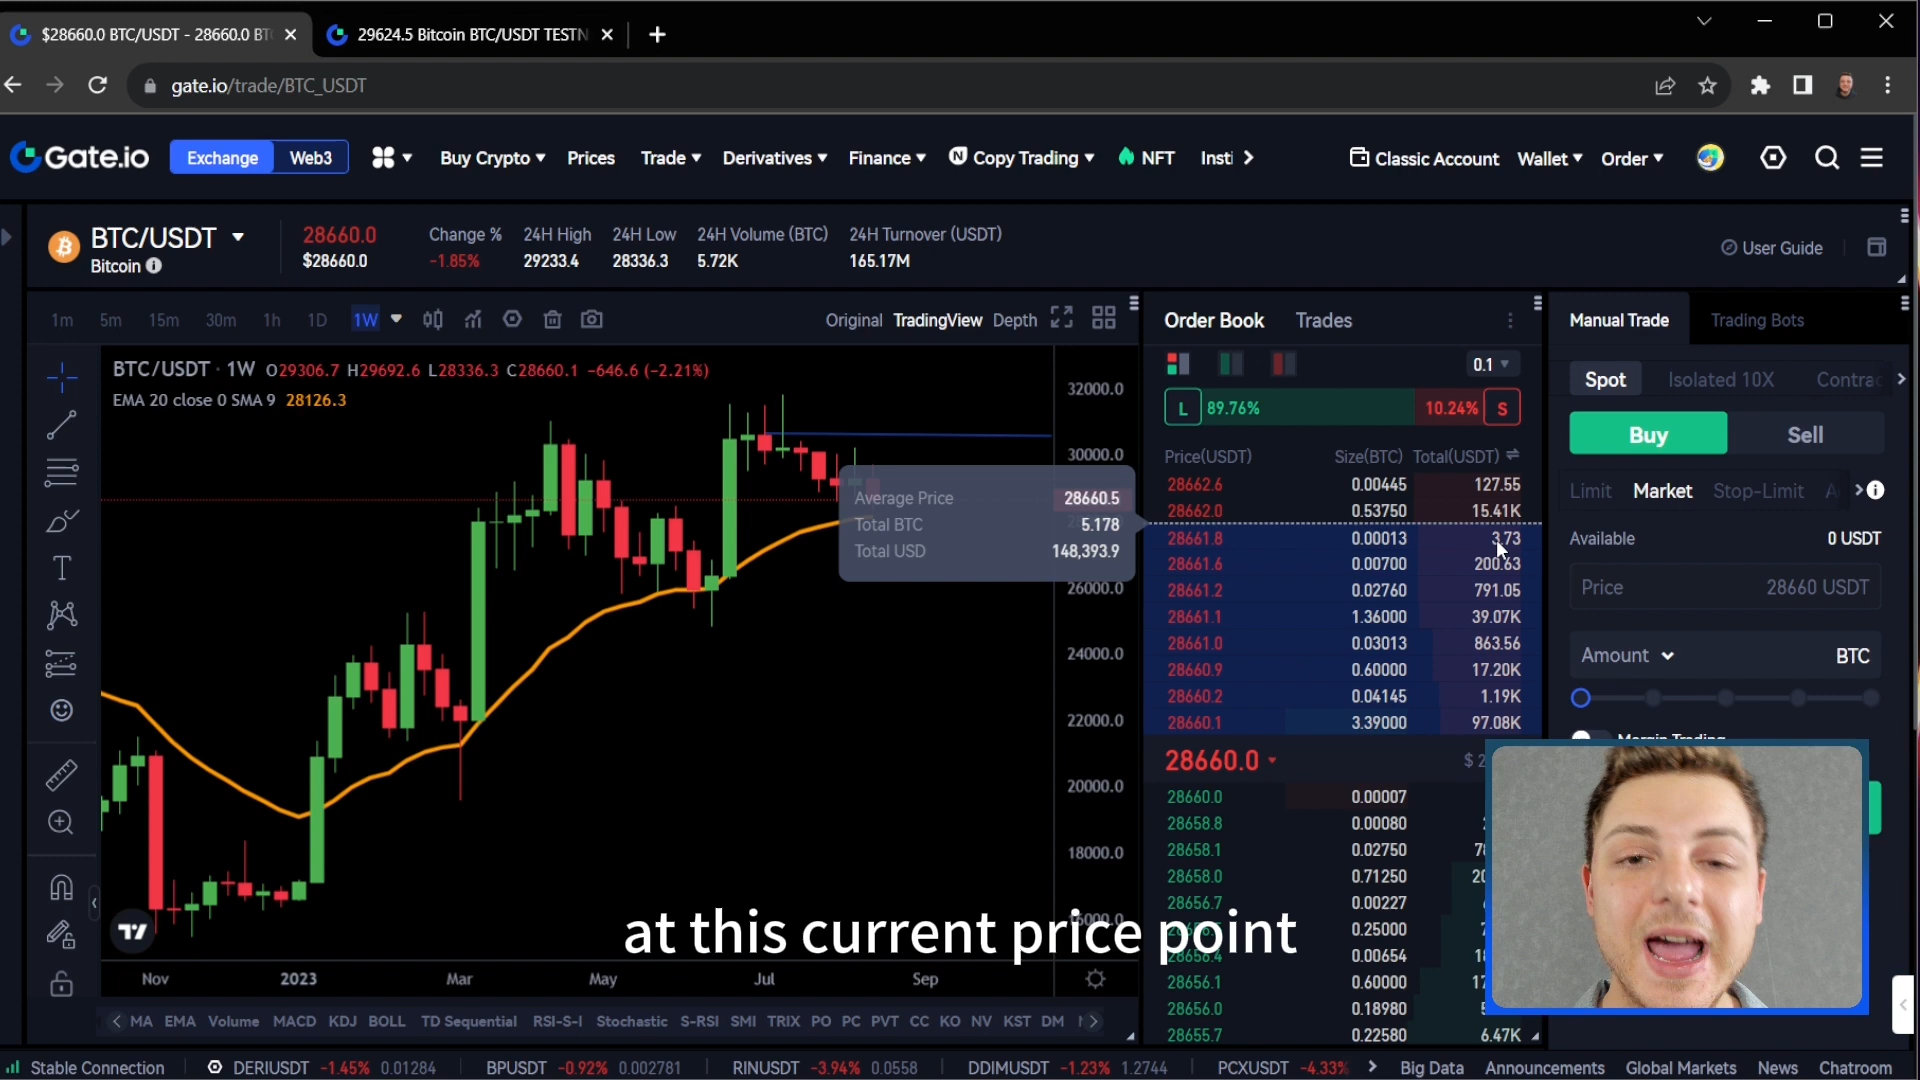 $28660.0 BTC/USDT - 28660.0 BT
29624.5 Bitcoin BTC/USDT TESTN
gate.io/trade/BTC_USDT
Gate.io Exchange Web3 Buy Crypto Prices Trade Derivatives Finance Copy Trading NFT Insti Classic Account Wallet Order
BTC/USDT 28660.0 Change % 24H High 24H Low 24H Volume (BTC) 24H Turnover (USDT)
Bitcoin $28660.0 -1.85% 29233.4 28336.3 5.72K 165.17M
User Guide
1m 5m 15m 30m 1h 1D 1W Original TradingView Depth
BTC/USDT · 1W O29306.7 H29692.6 L28336.3 C28660.1 -646.6 (-2.21%)
EMA 20 close 0 SMA 9 28126.3
32000.0
30000.0
26000.0
24000.0
22000.0
20000.0
18000.0
Average Price 28660.5
Total BTC 5.178
Total USD 148,393.9
Nov 2023 Mar May Jul Sep
MA EMA Volume MACD KDJ BOLL TD Sequential RSI-S-I Stochastic S-RSI SMI TRIX PO PC PVT CC KO NV KST DM
Order Book Trades
0.1
L 89.76% 10.24% S
Price(USDT) Size(BTC) Total(USDT)
28662.6 0.00445 127.55
28662.0 0.53750 15.41K
28661.8 0.00013 3.73
28661.6 0.00700 200.63
28661.2 0.02760 791.05
28661.1 1.36000 39.07K
28661.0 0.03013 863.56
28660.9 0.60000 17.20K
28660.2 0.04145 1.19K
28660.1 3.39000 97.08K
28660.0 $
28660.0 0.00007
28658.8 0.00080
28658.1 0.02750
28658.0 0.71250
28656.7 0.00227
0.25000
28656.4 0.00654
28656.1 0.60000
28656.0 0.18980
28655.7 0.22580 6.47K
Manual Trade Trading Bots
Spot Isolated 10X Contrac
Buy Sell
Limit Market Stop-Limit
Available 0 USDT
Price 28660 USDT
Amount BTC
Margin Trading
at this current price point
Stable Connection DERIUSDT -1.45% 0.01284 BPUSDT -0.92% 0.002781 RINUSDT -3.94% 0.0558 DDIMUSDT -1.23% 1.2744 PCXUSDT -4.33% Big Data Announcements Global Markets News Chatroom